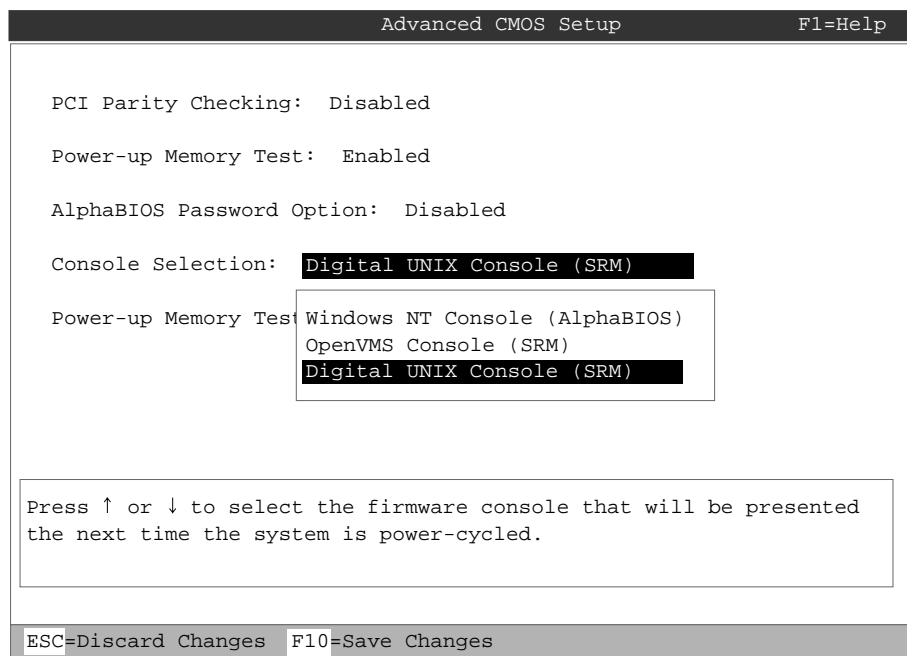 Advanced CMOS Setup F1=Help
PCI Parity Checking: Disabled
Power-up Memory Test: Enabled
AlphaBIOS Password Option: Disabled
Console Selection: Digital UNIX Console (SRM)
Power-up Memory Test
Windows NT Console (AlphaBIOS)
OpenVMS Console (SRM)
Digital UNIX Console (SRM)
Press ↑ or ↓ to select the firmware console that will be presented
the next time the system is power-cycled.
ESC=Discard Changes F10=Save Changes